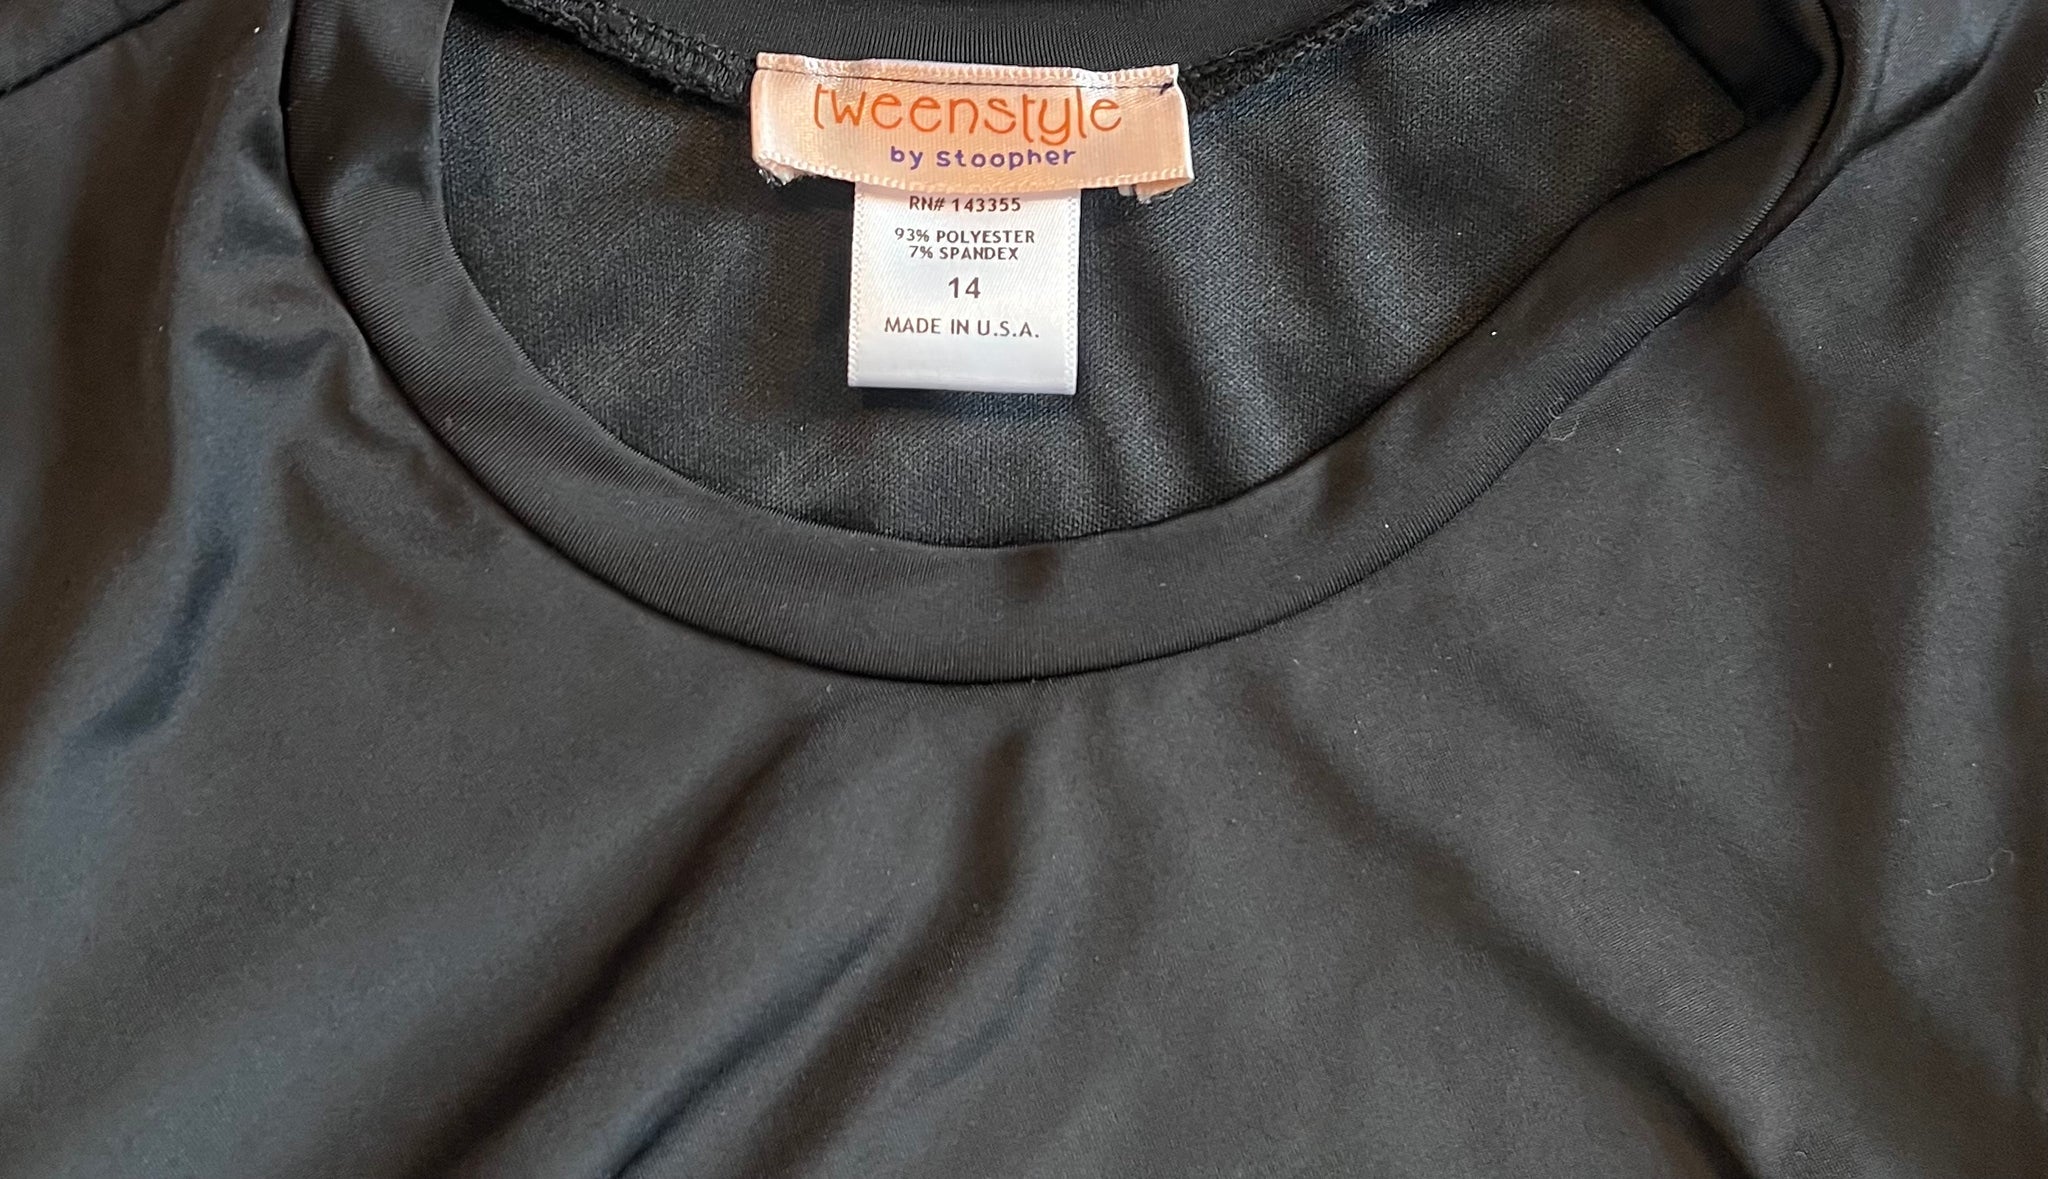 tweenstyle
by stoopher
RN# 143355
93% POLYESTER
7% SPANDEX
14
MADE IN U.S.A.